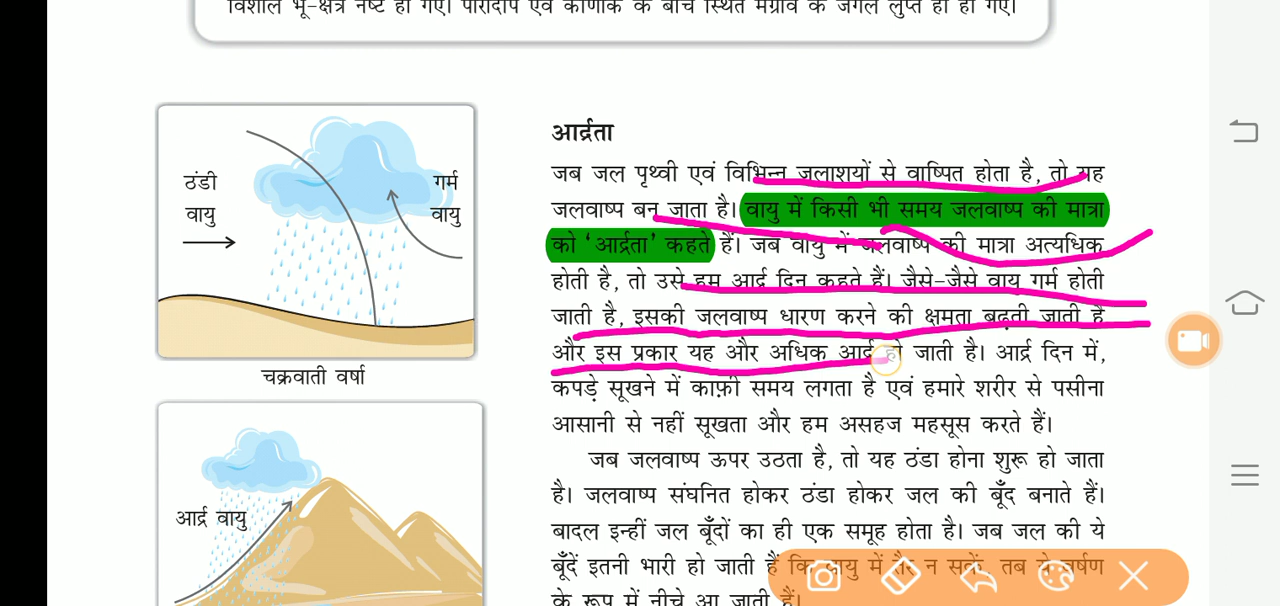 विशाल भू-क्षेत्र नष्ट हो गए। पारादीप एवं कोणार्क के बीच स्थित मैंग्रोव के जंगल लुप्त ही हो गए।
ठंडी
वायु
गर्म
वायु
चक्रवाती वर्षा
आर्द्र वायु
आर्द्रता
जब जल पृथ्वी एवं विभिन्न जलाशयों से वाष्पित होता है, तो यह
जलवाष्प बन जाता है। वायु में किसी भी समय जलवाष्प की मात्रा
को ‘आर्द्रता’ कहते हैं। जब वायु में जलवाष्प की मात्रा अत्यधिक
होती है, तो उसे हम आर्द्र दिन कहते हैं। जैसे-जैसे वायु गर्म होती
जाती है, इसकी जलवाष्प धारण करने की क्षमता बढ़ती जाती है
और इस प्रकार यह और अधिक आर्द्र हो जाती है। आर्द्र दिन में,
कपड़े सूखने में काफ़ी समय लगता है एवं हमारे शरीर से पसीना
आसानी से नहीं सूखता और हम असहज महसूस करते हैं।
जब जलवाष्प ऊपर उठता है, तो यह ठंडा होना शुरू हो जाता
है। जलवाष्प संघनित होकर ठंडा होकर जल की बूँद बनाते हैं।
बादल इन्हीं जल बूँदों का ही एक समूह होता है। जब जल की ये
बूँदें इतनी भारी हो जाती हैं कि वायु में तैर न सकें, तब ये वर्षण
के रूप में नीचे आ जाती हैं।